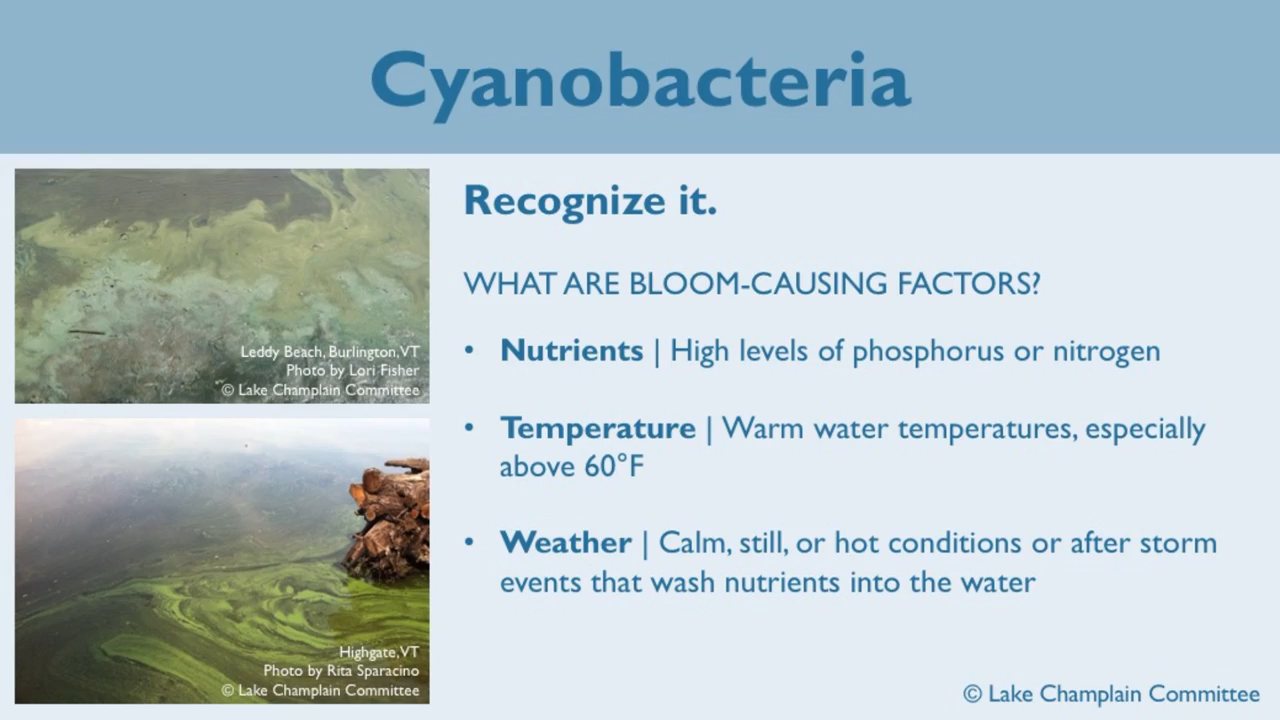 Cyanobacteria
Leddy Beach, Burlington, VT
Photo by Lori Fisher
© Lake Champlain Committee
Highgate, VT
Photo by Rita Sparacino
© Lake Champlain Committee
Recognize it.
WHAT ARE BLOOM-CAUSING FACTORS?
• Nutrients | High levels of phosphorus or nitrogen
• Temperature | Warm water temperatures, especially
above 60°F
• Weather | Calm, still, or hot conditions or after storm
events that wash nutrients into the water
© Lake Champlain Committee